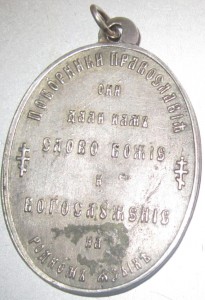 ПОБОРНИКИ ПРАВОСЛАВІЯ
ОНИ
ДАЛИ НАМЪ
СЛОВО БОЖІЕ
И
БОГОСЛУЖЕНІЕ
НА
РОДНОМЪ ЯЗЫКѢ